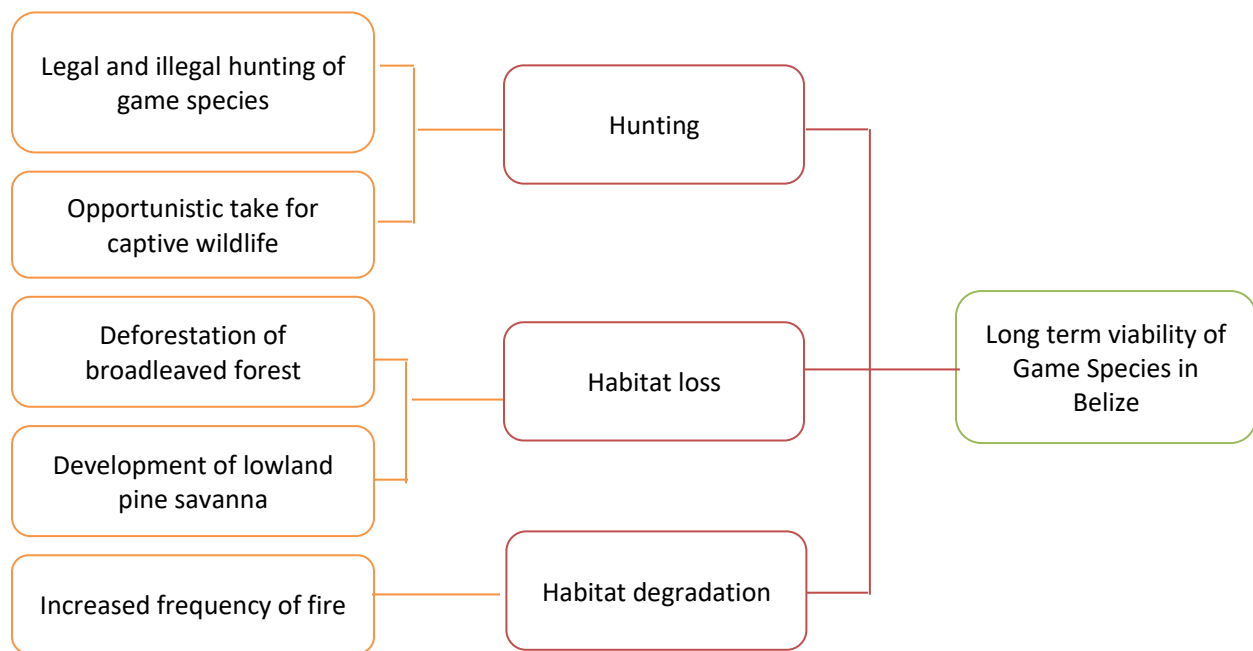 Legal and illegal hunting of
game species
Opportunistic take for
captive wildlife
Deforestation of
broadleaved forest
Development of lowland
pine savanna
Increased frequency of fire
Hunting
Habitat loss
Habitat degradation
Long term viability of
Game Species in
Belize